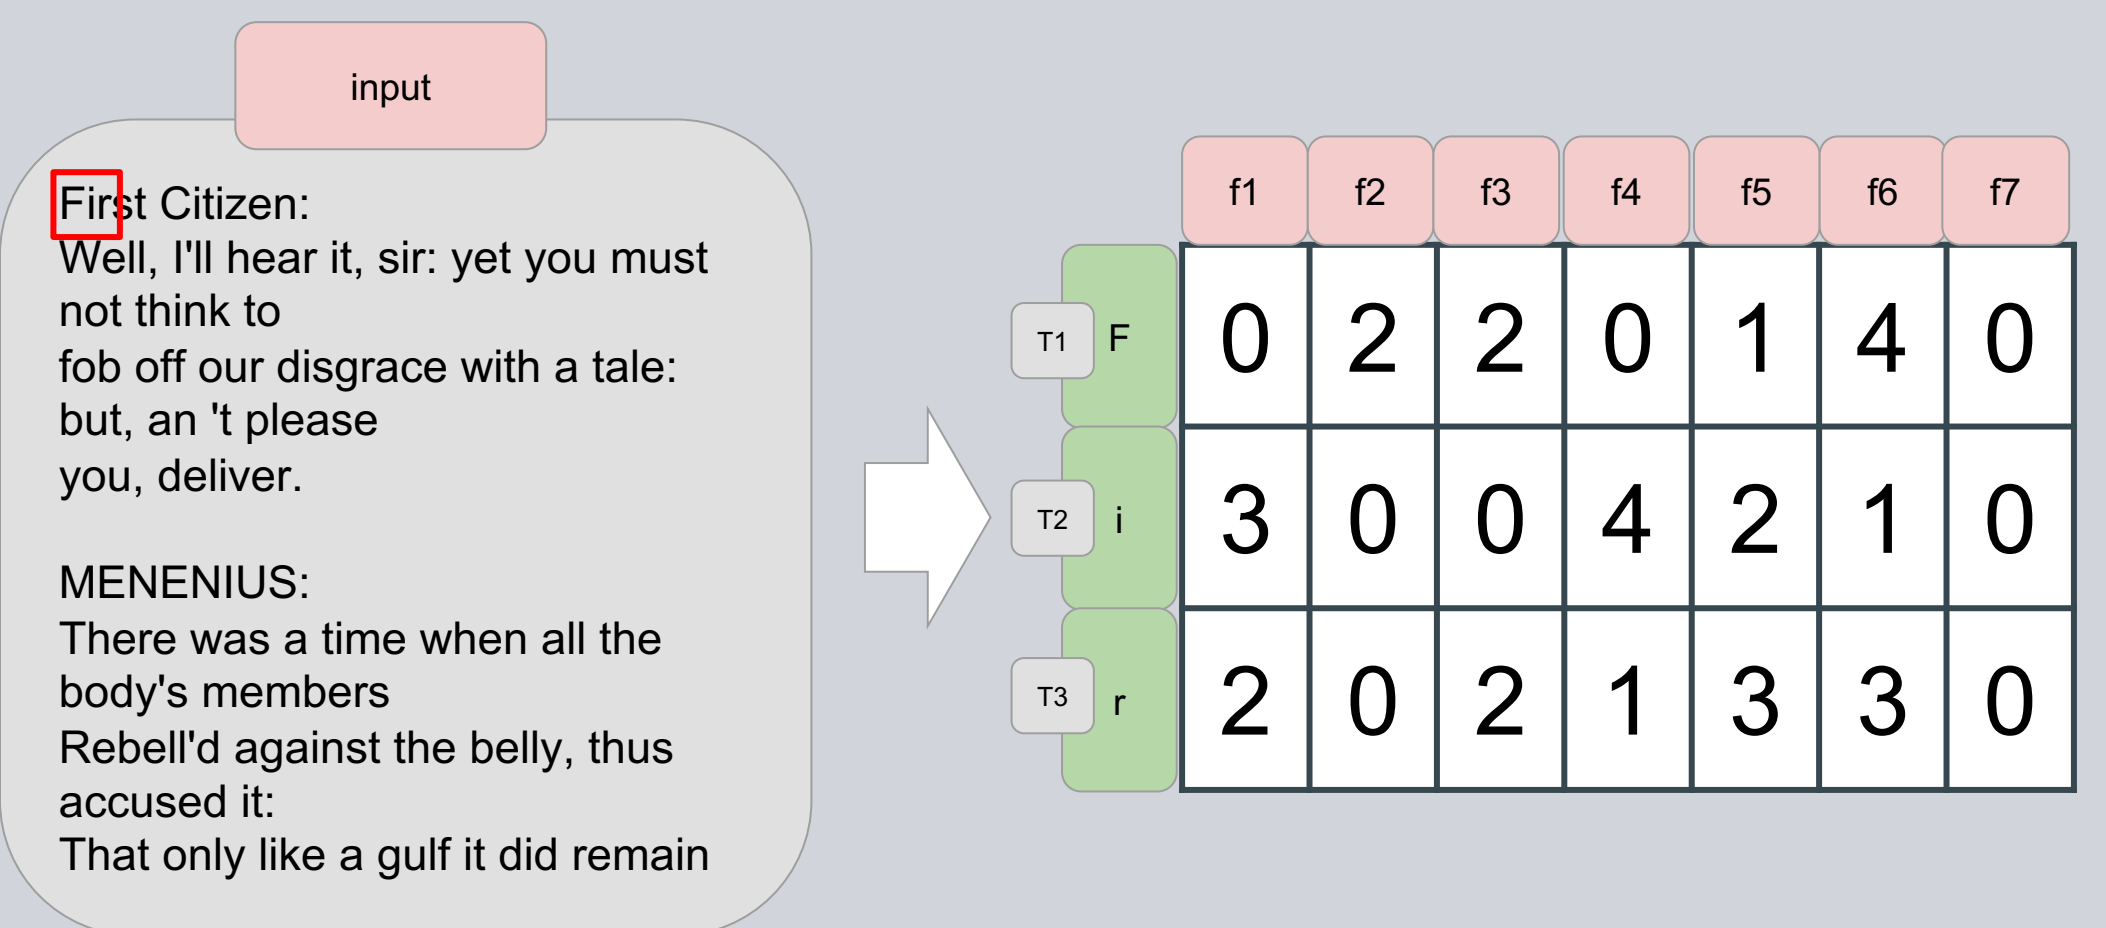 input
First Citizen:
Well, I'll hear it, sir: yet you must
not think to
fob off our disgrace with a tale:
but, an 't please
you, deliver.
MENENIUS:
There was a time when all the
body's members
Rebell'd against the belly, thus
accused it:
That only like a gulf it did remain
f1 f2 f3 f4 f5 f6 f7
T1 F 0 2 2 0 1 4 0
T2 i 3 0 0 4 2 1 0
T3 r 2 0 2 1 3 3 0